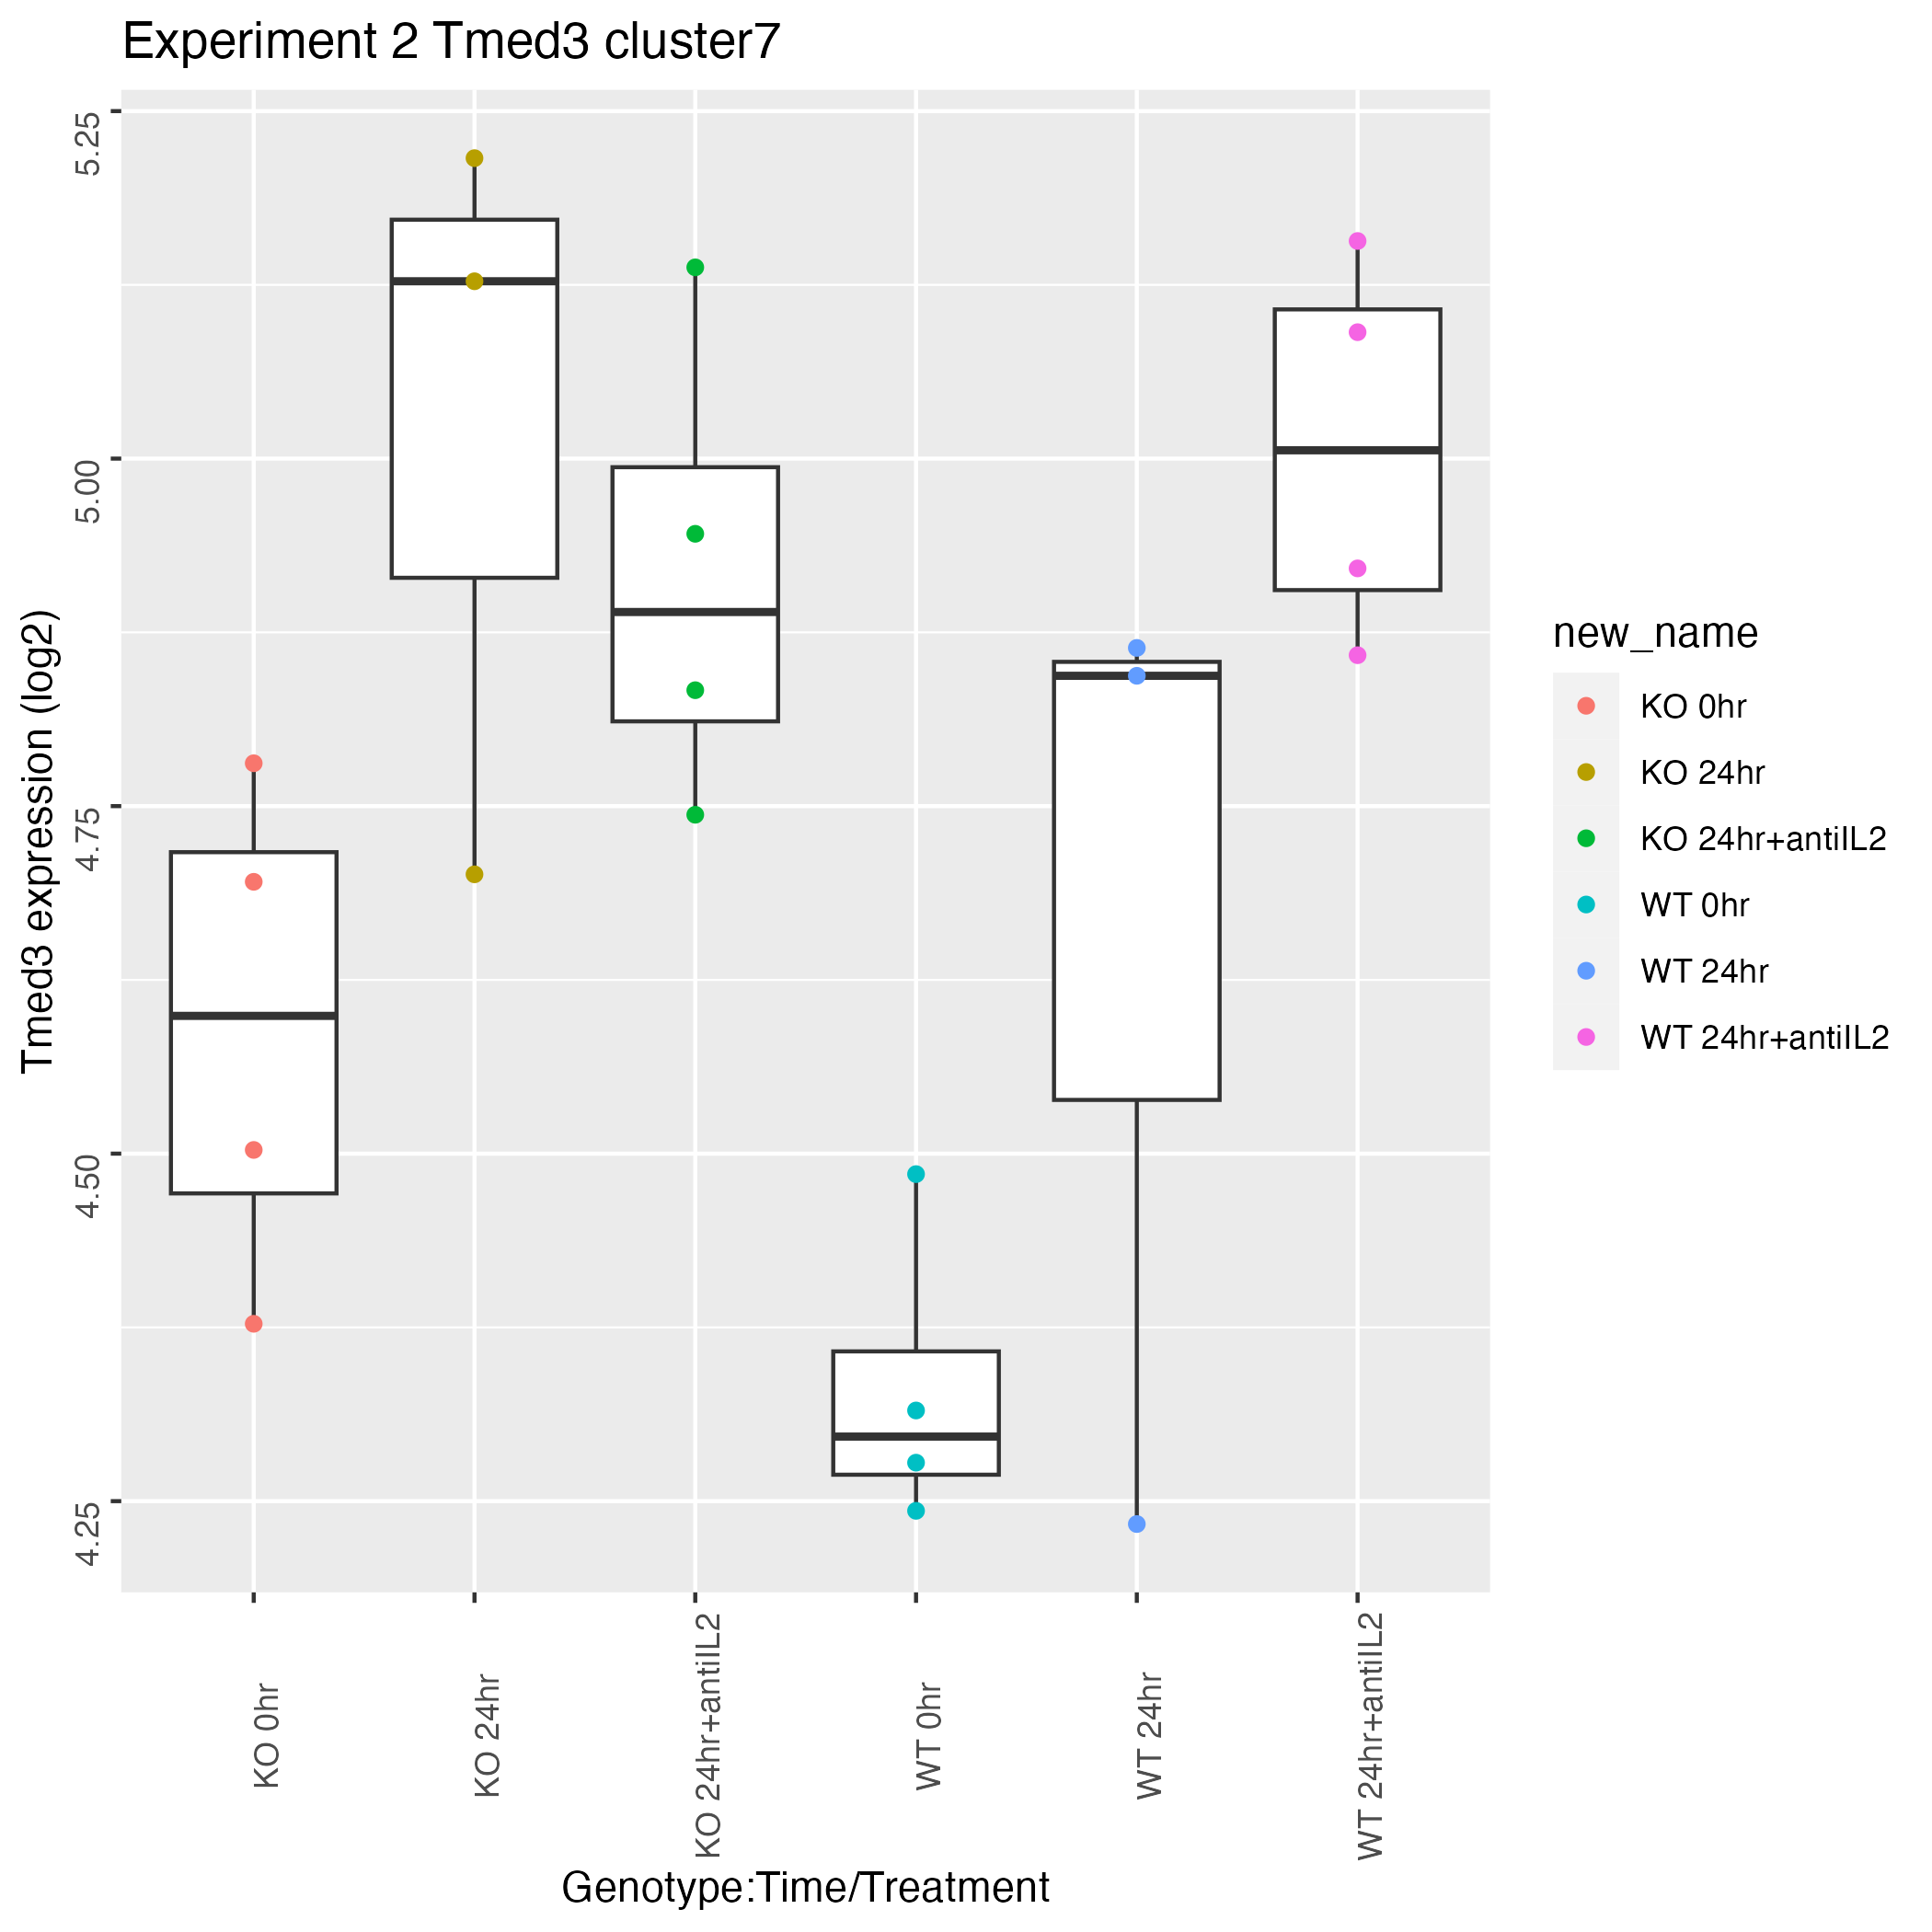 Experiment 2 Tmed3 cluster7
Tmed3 expression (log2)
5.25
5.00
4.75
4.50
4.25
KO 0hr
KO 24hr
KO 24hr+antiIL2
WT 0hr
WT 24hr
WT 24hr+antiIL2
Genotype:Time/Treatment
new_name
KO 0hr
KO 24hr
KO 24hr+antiIL2
WT 0hr
WT 24hr
WT 24hr+antiIL2